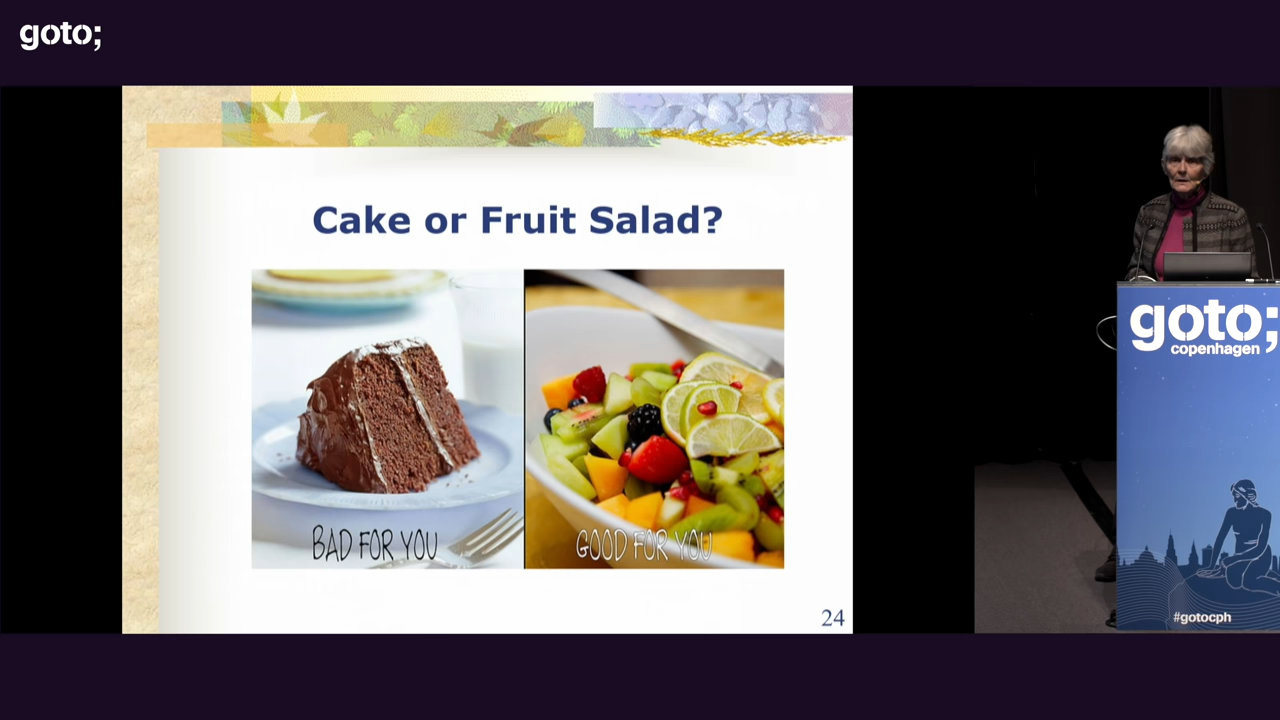 goto;
Cake or Fruit Salad?
BAD FOR YOU
GOOD FOR YOU
24
goto;
copenhagen
#gotocph